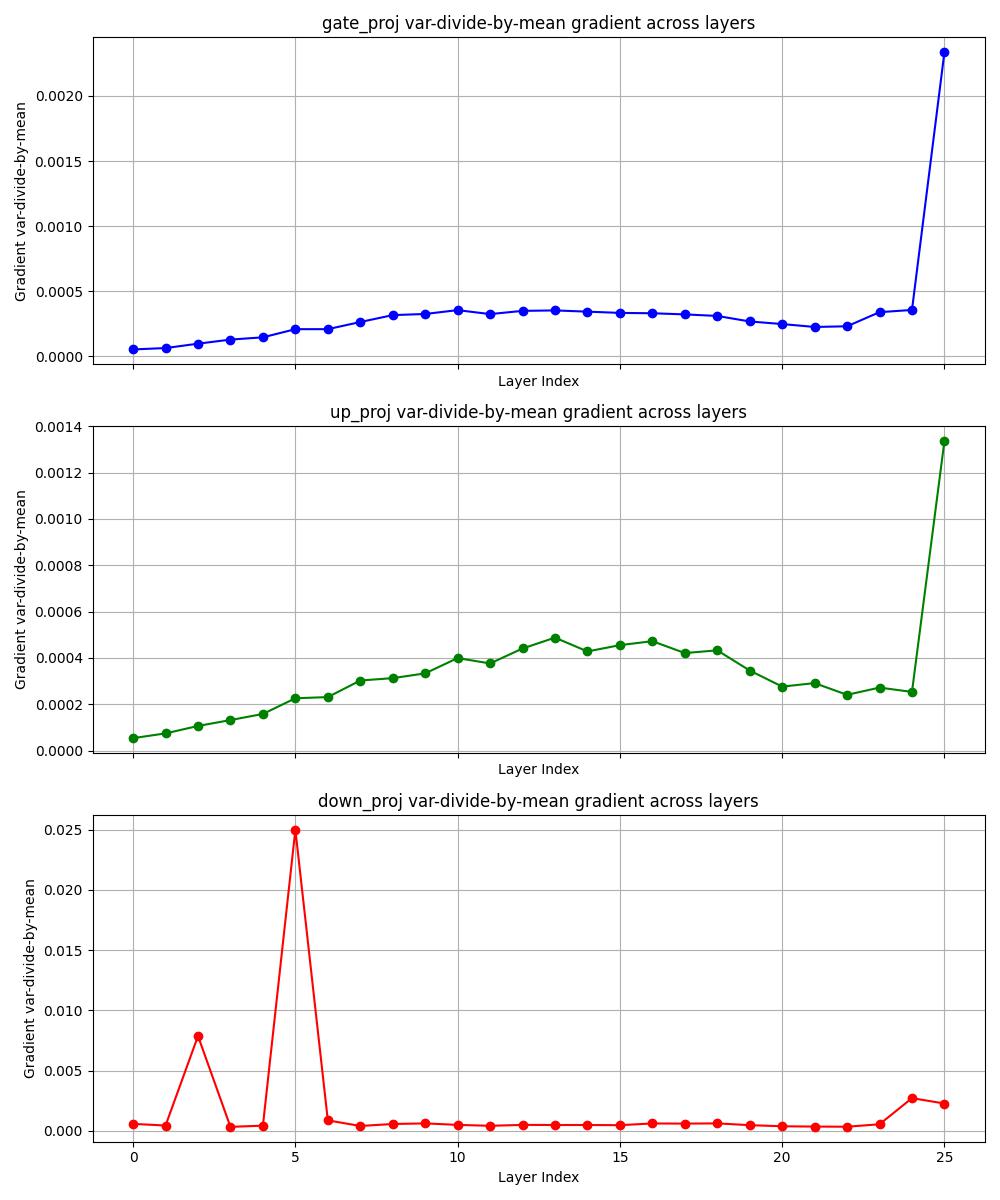 gate_proj var-divide-by-mean gradient across layers
Gradient var-divide-by-mean
0.0020
0.0015
0.0010
0.0005
0.0000
Layer Index
up_proj var-divide-by-mean gradient across layers
Gradient var-divide-by-mean
0.0014
0.0012
0.0010
0.0008
0.0006
0.0004
0.0002
0.0000
Layer Index
down_proj var-divide-by-mean gradient across layers
Gradient var-divide-by-mean
0.025
0.020
0.015
0.010
0.005
0.000
0 5 10 15 20 25
Layer Index